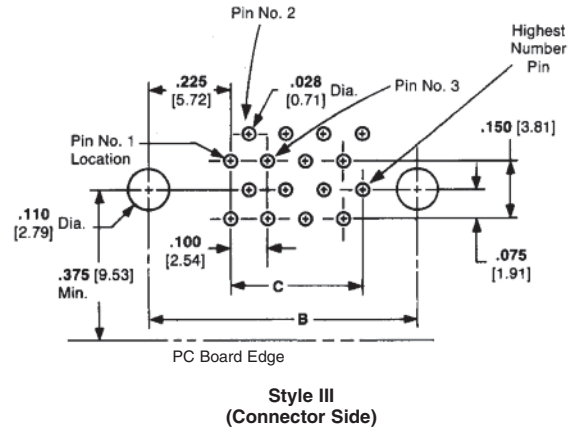 Pin No. 2
Highest
Number
Pin
.225
[5.72]
.028
[0.71] Dia.
Pin No. 3
Pin No. 1
Location
.150 [3.81]
.110
[2.79] Dia.
.100
[2.54]
.075
[1.91]
.375 [9.53]
Min.
C
B
PC Board Edge
Style III
(Connector Side)